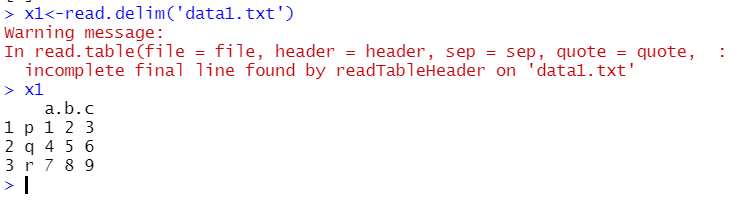 > x1<-read.delim('data1.txt')
Warning message:
In read.table(file = file, header = header, sep = sep, quote = quote,  :
  incomplete final line found by readTableHeader on 'data1.txt'
> x1
    a.b.c
1 p 1 2 3
2 q 4 5 6
3 r 7 8 9
>